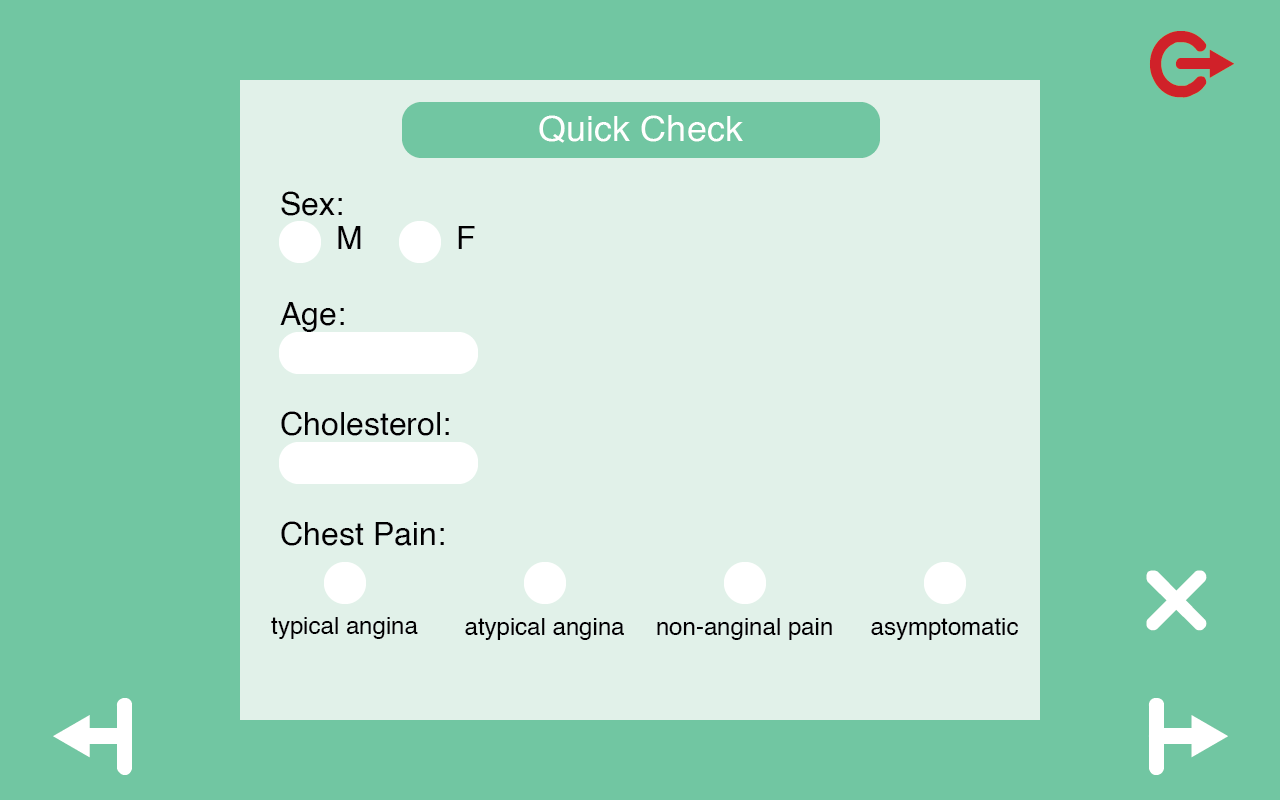 Quick Check
Sex:
M F
Age:
Cholesterol:
Chest Pain:
typical angina atypical angina non-anginal pain asymptomatic